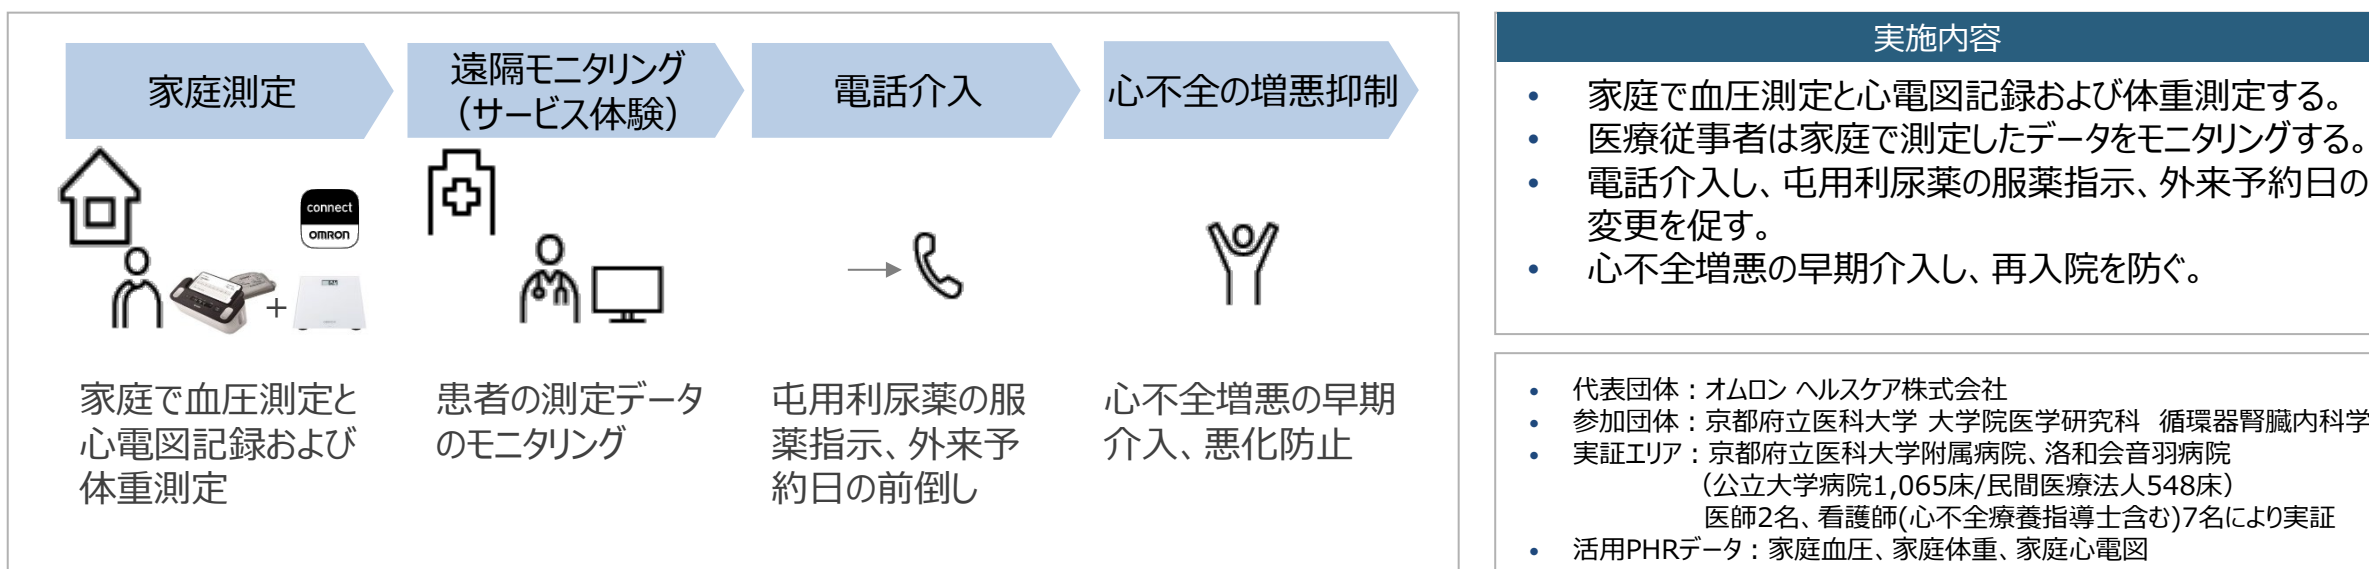 家庭測定
遠隔モニタリング
（サービス体験）
電話介入
心不全の増悪抑制
connect
OMRON
+
家庭で血圧測定と
心電図記録および
体重測定
患者の測定データ
のモニタリング
屯用利尿薬の服
薬指示、外来予
約日の前倒し
心不全増悪の早期
介入、悪化防止
実施内容
• 家庭で血圧測定と心電図記録および体重測定する。
• 医療従事者は家庭で測定したデータをモニタリングする。
• 電話介入し、屯用利尿薬の服薬指示、外来予約日の
変更を促す。
• 心不全増悪の早期介入し、再入院を防ぐ。
• 代表団体：オムロン ヘルスケア株式会社
• 参加団体：京都府立医科大学 大学院医学研究科 循環器腎臓内科学
• 実証エリア：京都府立医科大学附属病院、洛和会音羽病院
（公立大学病院1,065床/民間医療法人548床）
医師2名、看護師(心不全療養指導士含む)7名により実証
• 活用PHRデータ：家庭血圧、家庭体重、家庭心電図